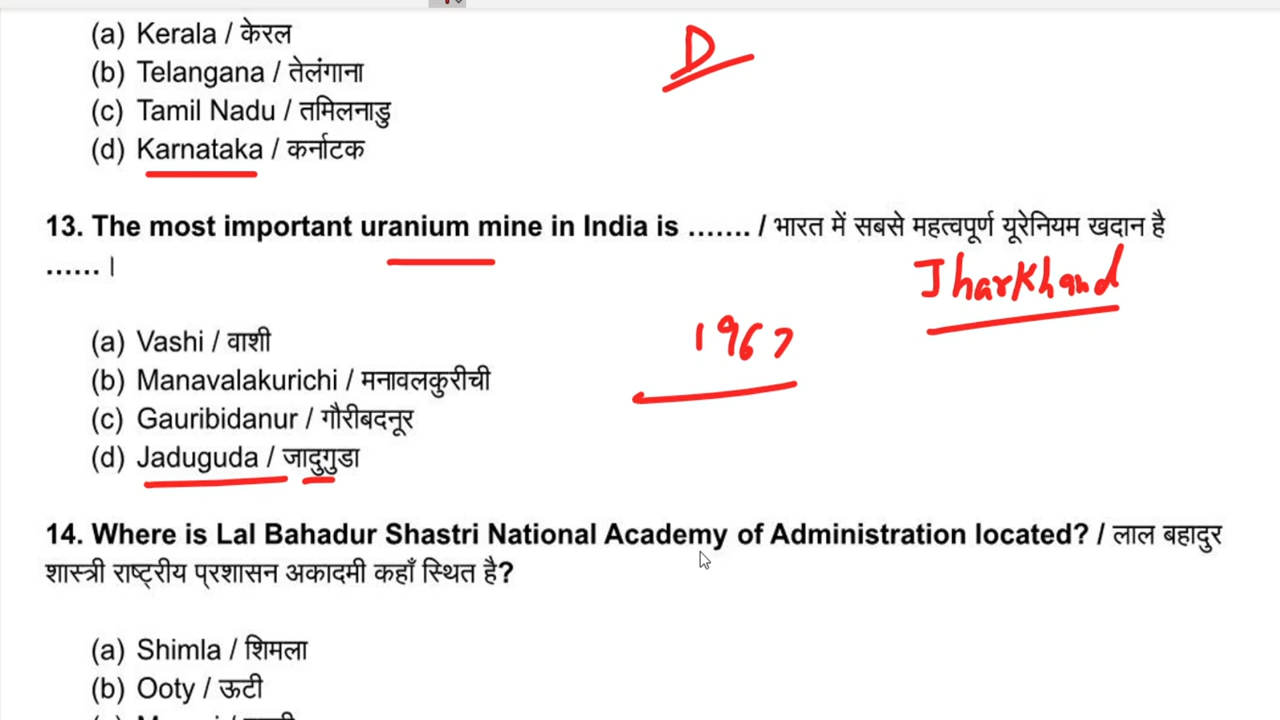 (a) Kerala / केरल
D
(b) Telangana / तेलंगाना
(c) Tamil Nadu / तमिलनाडु
(d) Karnataka / कर्नाटक
13. The most important uranium mine in India is ....... / भारत में सबसे महत्वपूर्ण यूरेनियम खदान है
...... ।
Jharkhand
1967
(a) Vashi / वाशी
(b) Manavalakurichi / मनावलकुरीची
(c) Gauribidanur / गौरीबदनूर
(d) Jaduguda / जादुगुडा
14. Where is Lal Bahadur Shastri National Academy of Administration located? / लाल बहादुर
शास्त्री राष्ट्रीय प्रशासन अकादमी कहाँ स्थित है?
(a) Shimla / शिमला
(b) Ooty / ऊटी